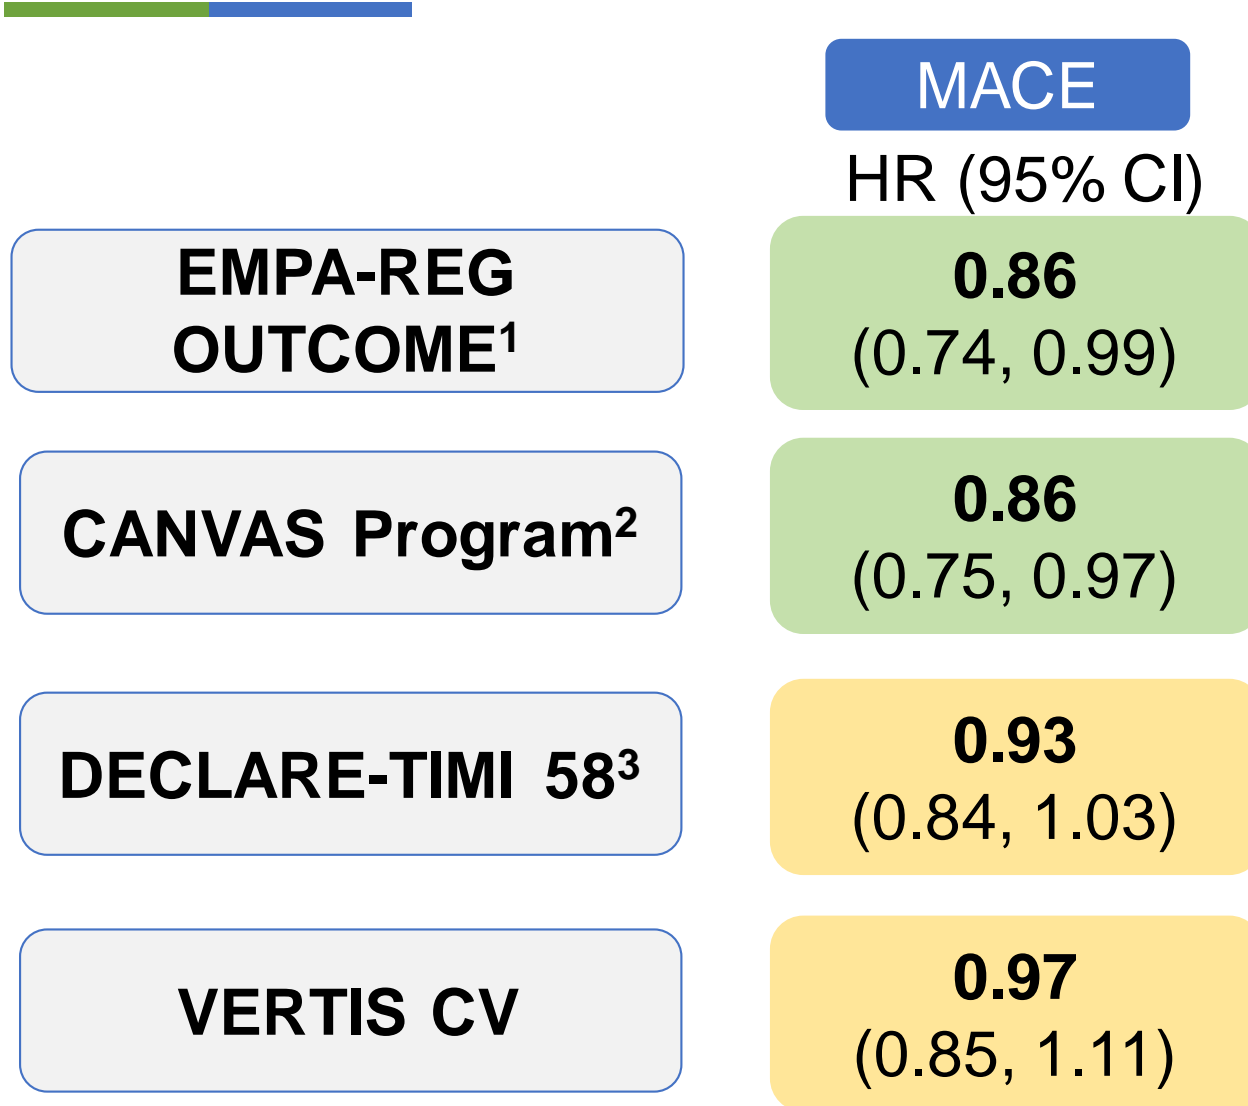 MACE
HR (95% CI)
EMPA-REG
OUTCOME¹
0.86
(0.74, 0.99)
CANVAS Program²
0.86
(0.75, 0.97)
DECLARE-TIMI 58³
0.93
(0.84, 1.03)
VERTIS CV
0.97
(0.85, 1.11)